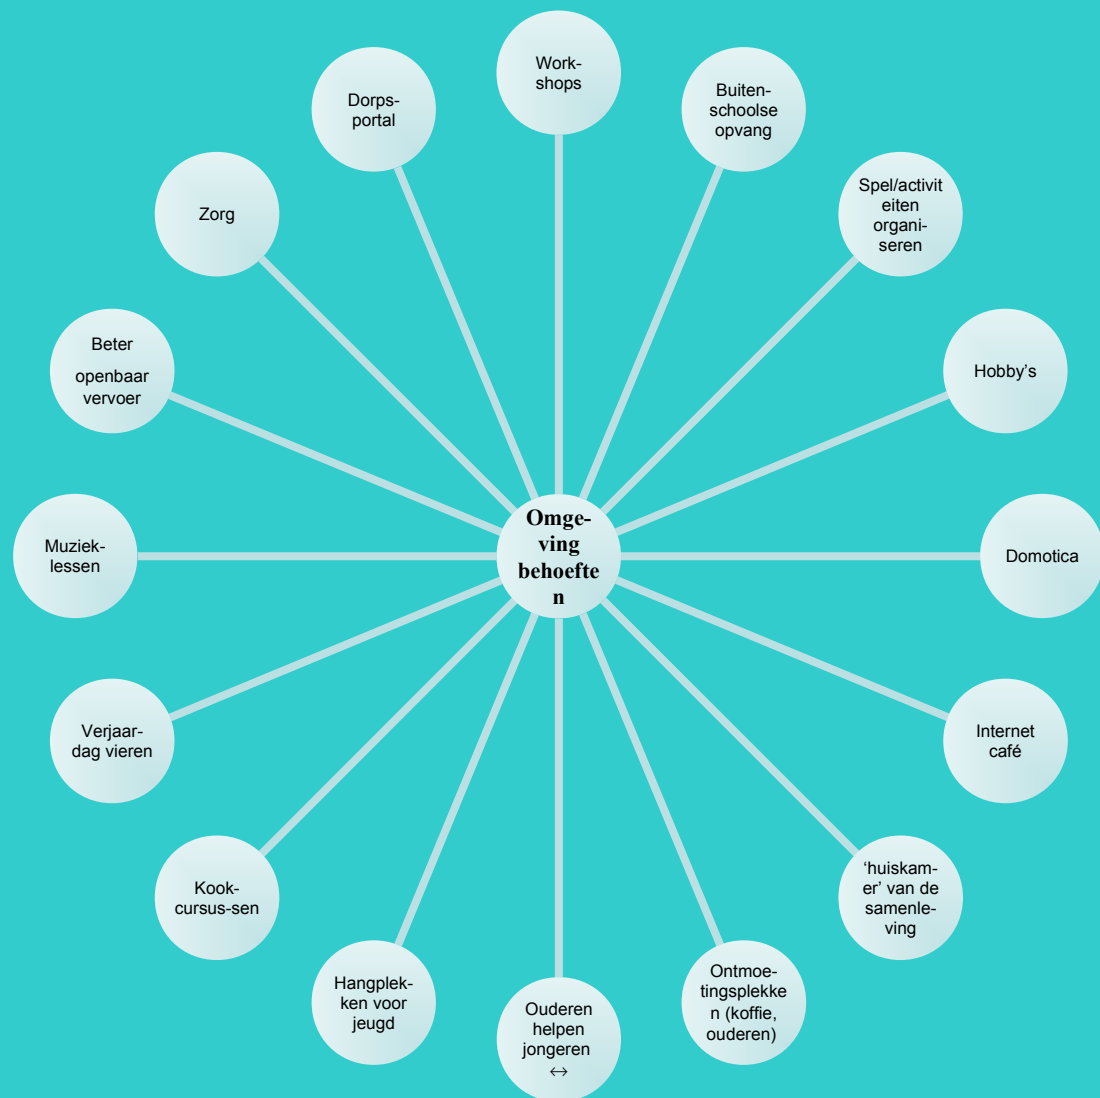 Work-
shops
Buiten-
schoolse
opvang
Spel/activit
eiten
organi-
seren
Hobby's
Domotica
Internet
café
‘huiskam-
er’ van de
samenle-
ving
Ontmoe-
tingsplekke
n (koffie,
ouderen)
Ouderen
helpen
jongeren
↔
Hangplek-
ken voor
jeugd
Kook-
cursus-sen
Verjaar-
dag vieren
Muziek-
lessen
Beter
openbaar
vervoer
Zorg
Dorps-
portal
Omge-
ving
behoefte
n